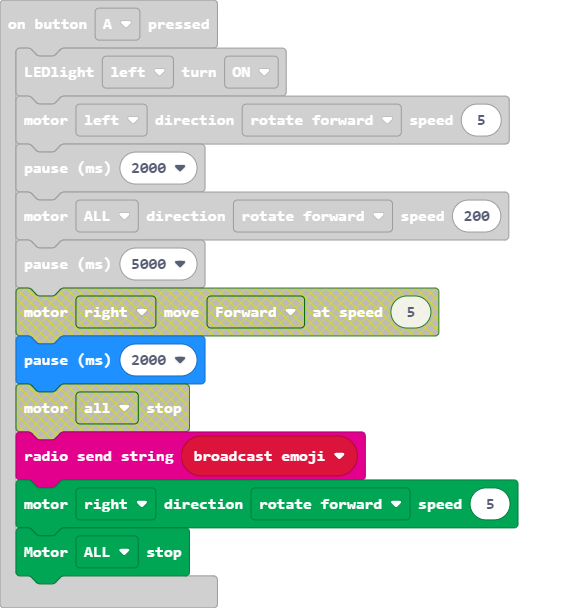 on button A pressed
LEDlight left turn ON
motor left direction rotate forward speed 5
pause (ms) 2000
motor ALL direction rotate forward speed 200
pause (ms) 5000
motor right move Forward at speed 5
pause (ms) 2000
motor all stop
radio send string broadcast emoji
motor right direction rotate forward speed 5
Motor ALL stop